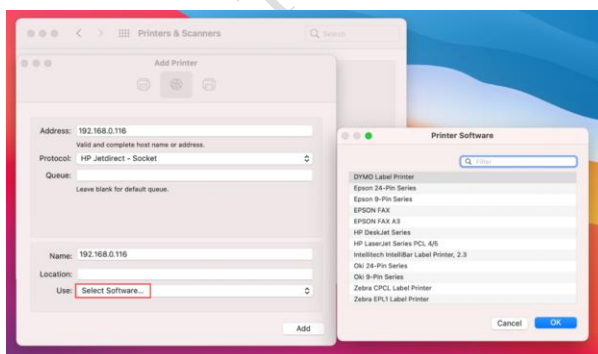 Printers & Scanners
Search
Add Printer
Address: 192.168.0.116
Valid and complete host name or address.
Protocol: HP Jetdirect - Socket
Queue:
Leave blank for default queue.
Name: 192.168.0.116
Location:
Use: Select Software...
Add
Printer Software
Filter
DYMO Label Printer
Epson 24-Pin Series
Epson 9-Pin Series
EPSON FAX
EPSON FAX A3
HP DeskJet Series
HP LaserJet Series PCL 4/5
Intellitech IntelliBar Label Printer, 2.3
Oki 24-Pin Series
Oki 9-Pin Series
Zebra CPCL Label Printer
Zebra EPL1 Label Printer
Cancel
OK